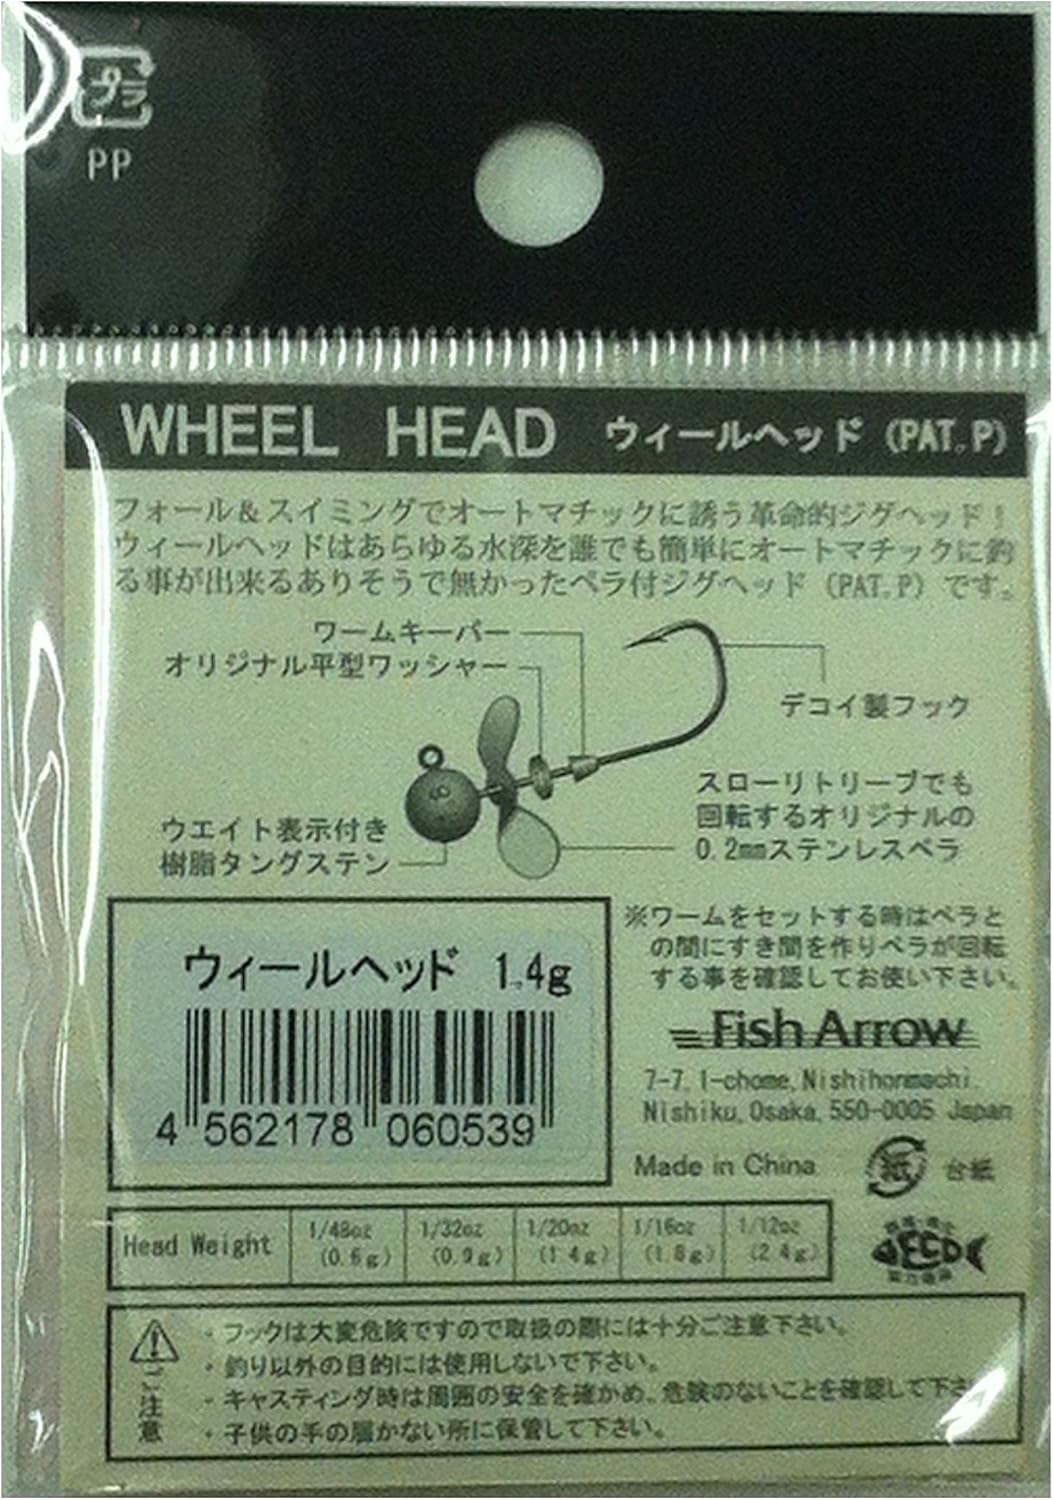 プラ
PP
WHEEL HEAD ウィールヘッド (PAT.P)
フォール&スイミングでオートマチックに誘う革命的ジグヘッド!
ウィールヘッドはあらゆる水深を誰でも簡単にオートマチックに釣
る事が出来るありそうで無かったペラ付ジグヘッド (PAT.P) です。
ワームキーパー
オリジナル平型ワッシャー
デコイ製フック
スローリトリーブでも
回転するオリジナルの
0.2mmステンレスペラ
ウエイト表示付き
樹脂タングステン
※ワームをセットする時はペラと
の間にすき間を作りペラが回転
する事を確認してお使い下さい。
ウィールヘッド 1.4g
4 562178 060539
Fish Arrow
7-7, 1-chome, Nishihonmachi
Nishiku, Osaka, 550-0005 Japan
Made in China
紙 台紙
Head Weight 1/48oz (0.6g) 1/32oz (0.9g) 1/20oz (1.4g) 1/16oz (1.8g) 1/12oz (2.4g)
ECO
ご注意
・フックは大変危険ですので取扱の際には十分ご注意下さい。
・釣り以外の目的には使用しないで下さい。
・キャスティング時は周囲の安全を確かめ、危険のないことを確認して下さ
・子供の手の届かない所に保管して下さい。